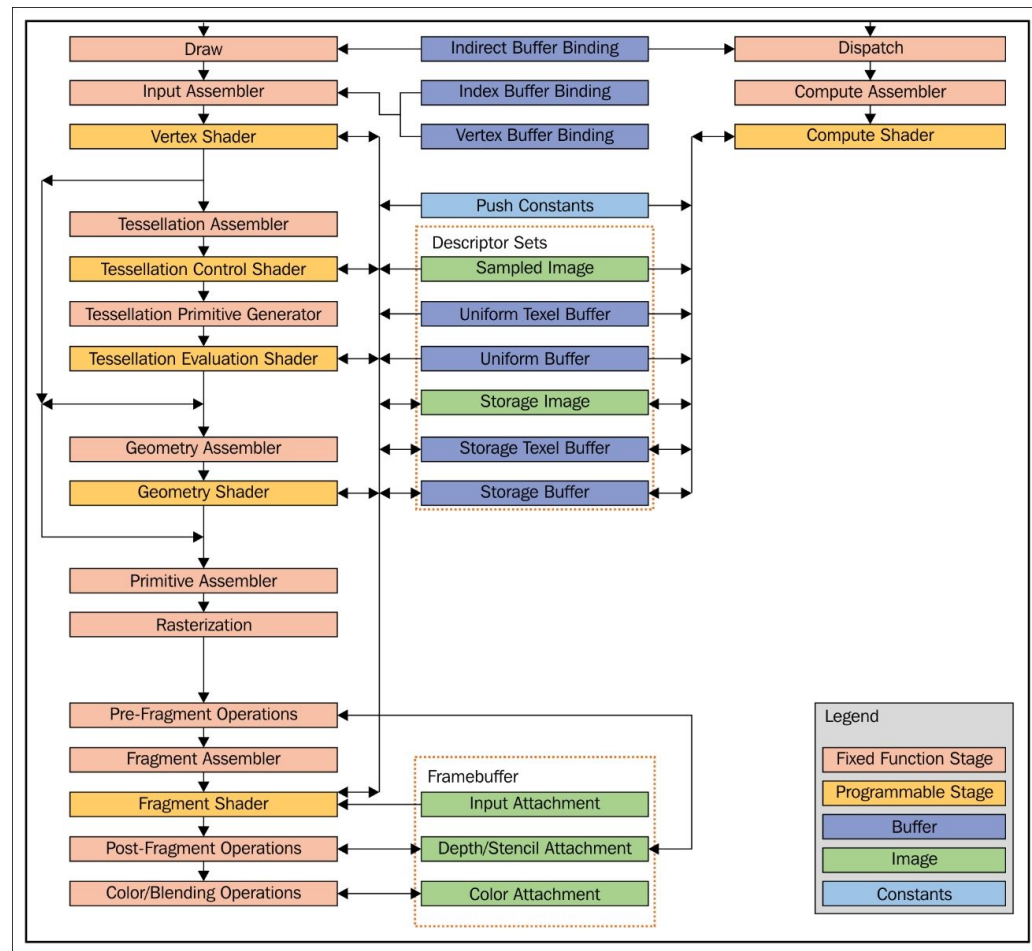 Draw
Indirect Buffer Binding
Dispatch
Input Assembler
Index Buffer Binding
Compute Assembler
Vertex Shader
Vertex Buffer Binding
Compute Shader
Push Constants
Tessellation Assembler
Descriptor Sets
Tessellation Control Shader
Sampled Image
Tessellation Primitive Generator
Uniform Texel Buffer
Tessellation Evaluation Shader
Uniform Buffer
Storage Image
Geometry Assembler
Storage Texel Buffer
Geometry Shader
Storage Buffer
Primitive Assembler
Rasterization
Pre-Fragment Operations
Fragment Assembler
Framebuffer
Fragment Shader
Input Attachment
Post-Fragment Operations
Depth/Stencil Attachment
Color/Blending Operations
Color Attachment
Legend
Fixed Function Stage
Programmable Stage
Buffer
Image
Constants